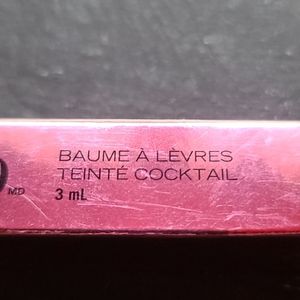 BAUME À LÈVRES
TEINTÉ COCKTAIL
MD
3 mL